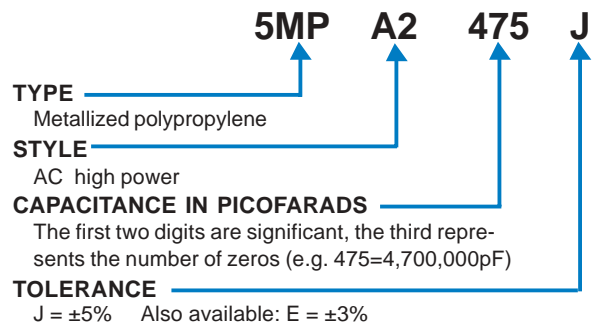 5MP A2 475 J
TYPE
Metallized polypropylene
STYLE
AC high power
CAPACITANCE IN PICOFARADS
The first two digits are significant, the third repre-
sents the number of zeros (e.g. 475=4,700,000pF)
TOLERANCE
J = ±5% Also available: E = ±3%